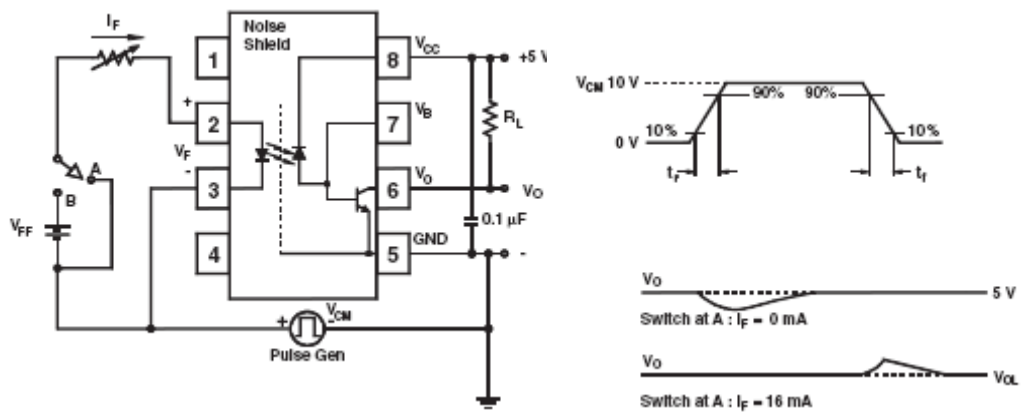 I_F
Noise
Shield
1
2
3
4
8
7
6
5
V_CC
V_B
V_O
GND
+
V_F
-
+5 V
R_L
V_O
0.1 μF
-
A
B
V_FF
+
V_CM
-
Pulse Gen
V_CM 10 V
90% 90%
10% 10%
0 V
t_r t_f
V_O
5 V
Switch at A : I_F = 0 mA
V_O
V_OL
Switch at A : I_F = 16 mA